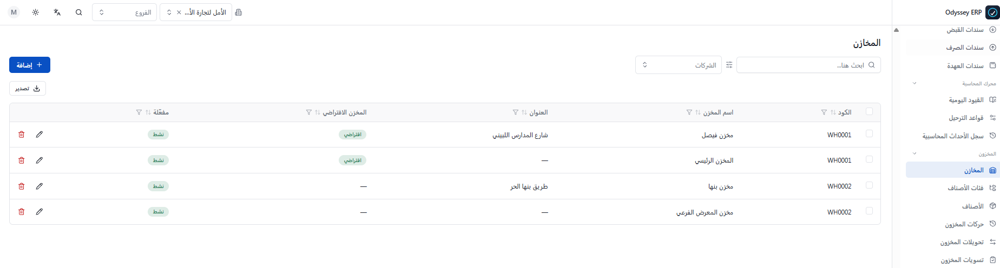 Odyssey ERP
الأمل لتجارة الأ...
الفروع
M
سندات القبض
سندات الصرف
سندات العهدة
محرك المحاسبة
القيود اليومية
قواعد الترحيل
سجل الأحداث المحاسبية
المخزون
المخازن
فئات الأصناف
الأصناف
حركات المخزون
تحويلات المخزون
تسويات المخزون
المخازن
ابحث هنا...
الشركات
إضافة
تصدير
الكود اسم المخزن العنوان المخزن الافتراضي مفعّلة
WH0001 مخزن فيصل شارع المدارس اللبيني افتراضي نشط
WH0001 المخزن الرئيسي — افتراضي نشط
WH0002 مخزن بنها طريق بنها الحر — نشط
WH0002 مخزن المعرض الفرعي — — نشط